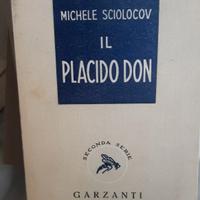 MICHELE SCIOLOCOV
IL
PLACIDO DON
SECONDA SERIE
GARZANTI